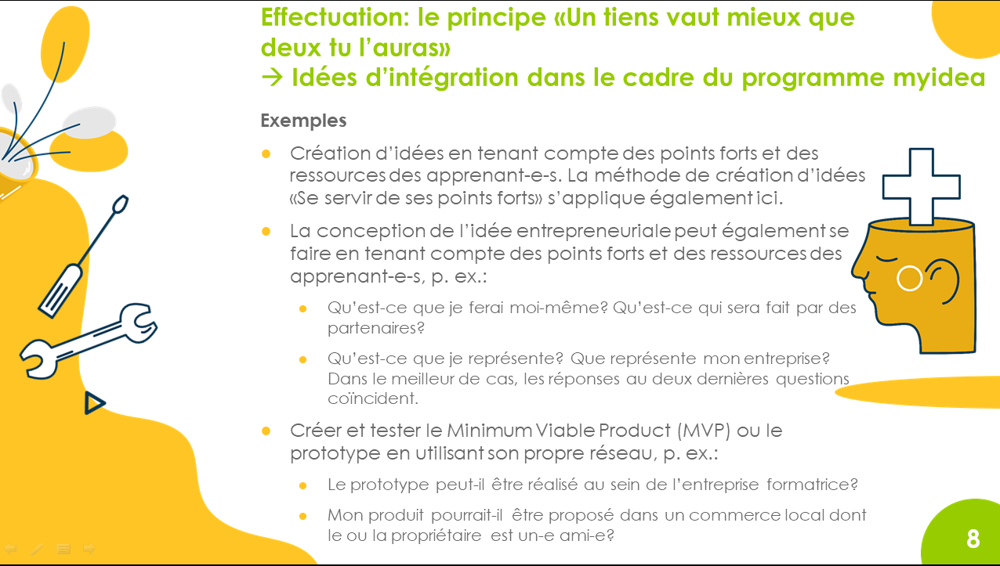 Effectuation: le principe «Un tiens vaut mieux que
deux tu l’auras»
→ Idées d’intégration dans le cadre du programme myidea
Exemples
● Création d’idées en tenant compte des points forts et des
ressources des apprenant-e-s. La méthode de création d’idées
«Se servir de ses points forts» s’applique également ici.
● La conception de l’idée entrepreneuriale peut également se
faire en tenant compte des points forts et des ressources des
apprenant-e-s, p. ex.:
● Qu’est-ce que je ferai moi-même? Qu’est-ce qui sera fait par des
partenaires?
● Qu’est-ce que je représente? Que représente mon entreprise?
Dans le meilleur de cas, les réponses au deux dernières questions
coïncident.
● Créer et tester le Minimum Viable Product (MVP) ou le
prototype en utilisant son propre réseau, p. ex.:
● Le prototype peut-il être réalisé au sein de l’entreprise formatrice?
● Mon produit pourrait-il être proposé dans un commerce local dont
le ou la propriétaire est un-e ami-e?
8